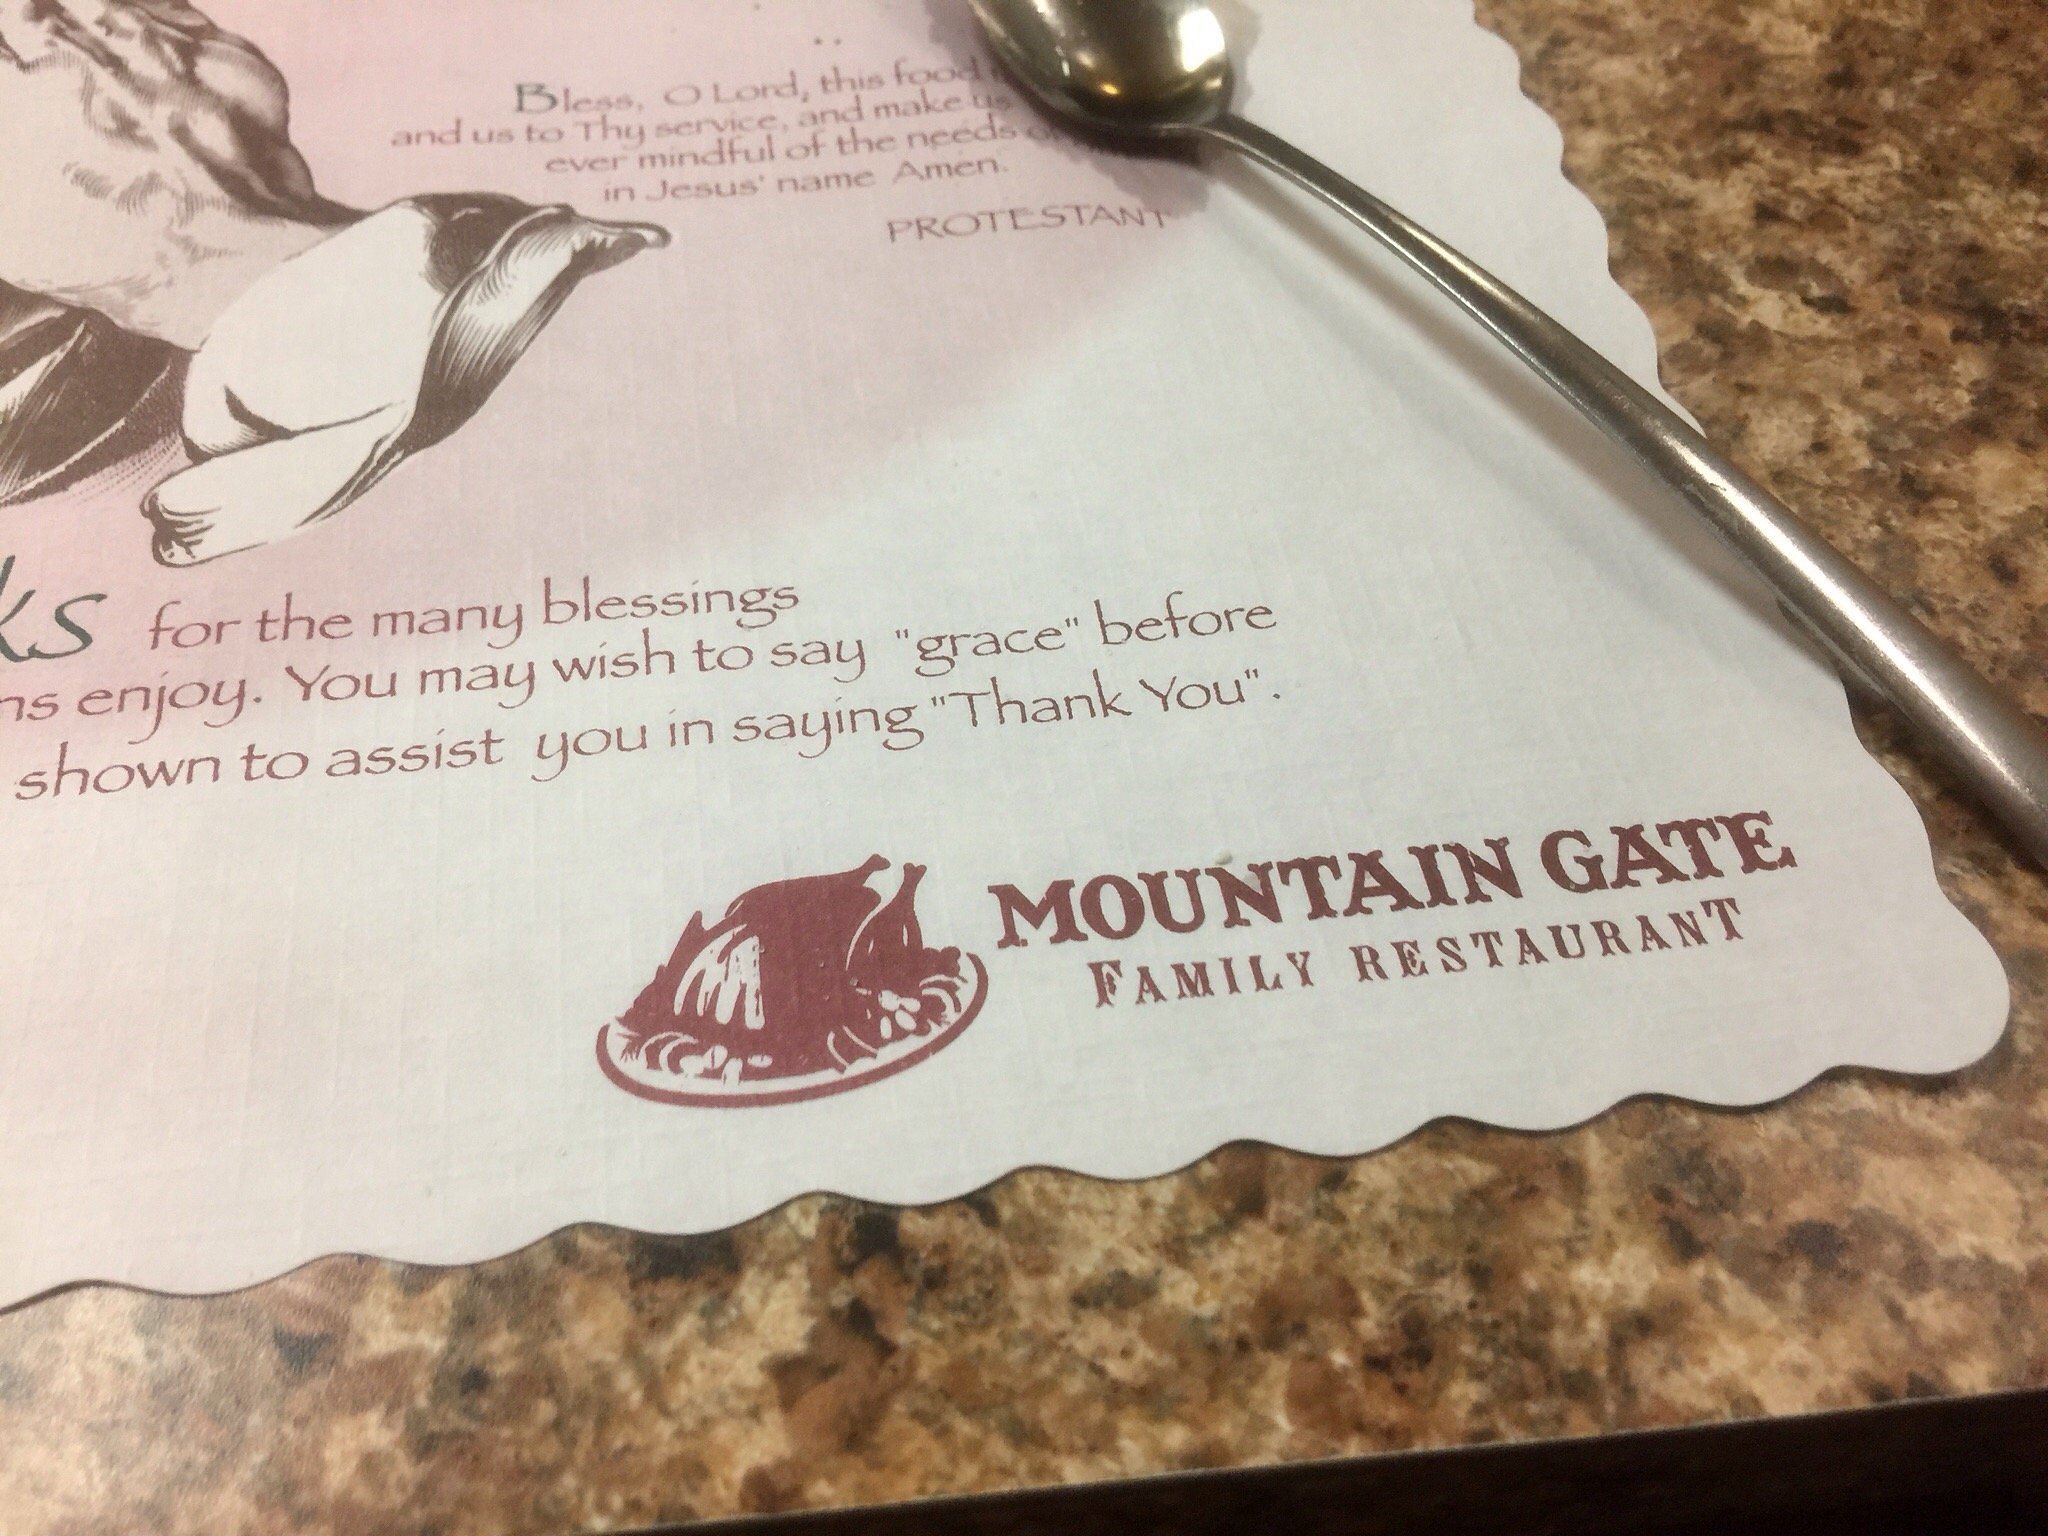 Bless, O Lord, this food
and us to Thy service, and make us
ever mindful of the needs
in Jesus' name Amen.
PROTESTANT
ks for the many blessings
ns enjoy. You may wish to say "grace" before
shown to assist you in saying "Thank You".
MOUNTAIN GATE
FAMILY RESTAURANT